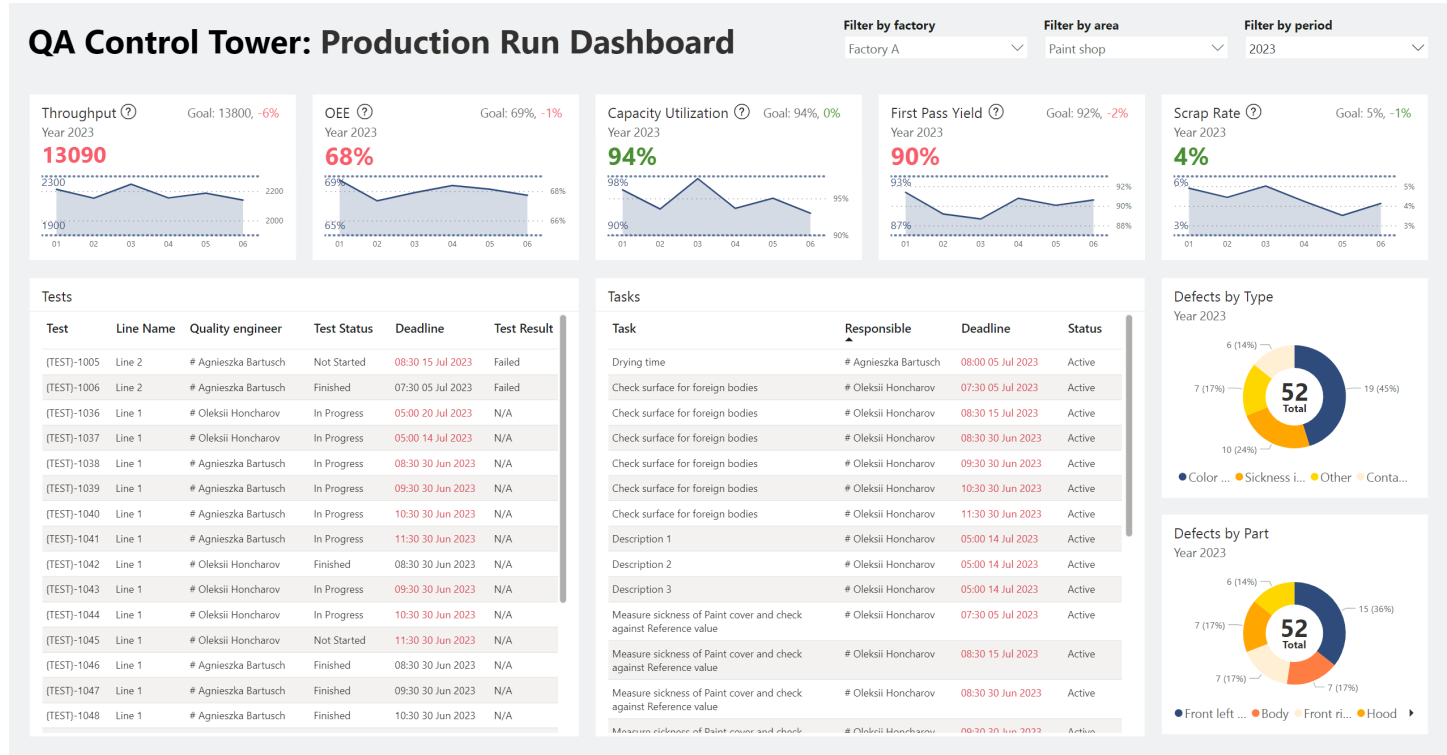 QA Control Tower: Production Run Dashboard
Filter by factory
Factory A
Filter by area
Paint shop
Filter by period
2023
Throughput ? Goal: 13800, -6%
Year 2023
13090
2300
2200
2000
1900
01 02 03 04 05 06
OEE ? Goal: 69%, -1%
Year 2023
68%
69%
68%
66%
65%
01 02 03 04 05 06
Capacity Utilization ? Goal: 94%, 0%
Year 2023
94%
98%
95%
90%
90%
01 02 03 04 05 06
First Pass Yield ? Goal: 92%, -2%
Year 2023
90%
93%
92%
90%
87%
88%
01 02 03 04 05 06
Scrap Rate ? Goal: 5%, -1%
Year 2023
4%
6%
5%
4%
3%
3%
01 02 03 04 05 06
Tests
Test Line Name Quality engineer Test Status Deadline Test Result
(TEST)-1005 Line 2 # Agnieszka Bartusch Not Started 08:30 15 Jul 2023 Failed
(TEST)-1006 Line 2 # Agnieszka Bartusch Finished 07:30 05 Jul 2023 Failed
(TEST)-1036 Line 1 # Oleksii Honcharov In Progress 05:00 20 Jul 2023 N/A
(TEST)-1037 Line 1 # Oleksii Honcharov In Progress 05:00 14 Jul 2023 N/A
(TEST)-1038 Line 1 # Agnieszka Bartusch In Progress 08:30 30 Jun 2023 N/A
(TEST)-1039 Line 1 # Agnieszka Bartusch In Progress 09:30 30 Jun 2023 N/A
(TEST)-1040 Line 1 # Agnieszka Bartusch In Progress 10:30 30 Jun 2023 N/A
(TEST)-1041 Line 1 # Agnieszka Bartusch In Progress 11:30 30 Jun 2023 N/A
(TEST)-1042 Line 1 # Oleksii Honcharov Finished 08:30 30 Jun 2023 N/A
(TEST)-1043 Line 1 # Oleksii Honcharov In Progress 09:30 30 Jun 2023 N/A
(TEST)-1044 Line 1 # Oleksii Honcharov In Progress 10:30 30 Jun 2023 N/A
(TEST)-1045 Line 1 # Oleksii Honcharov Not Started 11:30 30 Jun 2023 N/A
(TEST)-1046 Line 1 # Agnieszka Bartusch Finished 08:30 30 Jun 2023 N/A
(TEST)-1047 Line 1 # Agnieszka Bartusch Finished 09:30 30 Jun 2023 N/A
(TEST)-1048 Line 1 # Agnieszka Bartusch Finished 10:30 30 Jun 2023 N/A
Tasks
Task Responsible Deadline Status
Drying time # Agnieszka Bartusch 08:00 05 Jul 2023 Active
Check surface for foreign bodies # Oleksii Honcharov 07:30 05 Jul 2023 Active
Check surface for foreign bodies # Oleksii Honcharov 08:30 15 Jul 2023 Active
Check surface for foreign bodies # Oleksii Honcharov 08:30 30 Jun 2023 Active
Check surface for foreign bodies # Oleksii Honcharov 09:30 30 Jun 2023 Active
Check surface for foreign bodies # Oleksii Honcharov 10:30 30 Jun 2023 Active
Check surface for foreign bodies # Oleksii Honcharov 11:30 30 Jun 2023 Active
Description 1 # Oleksii Honcharov 05:00 14 Jul 2023 Active
Description 2 # Oleksii Honcharov 05:00 14 Jul 2023 Active
Description 3 # Oleksii Honcharov 05:00 14 Jul 2023 Active
Measure sickness of Paint cover and check # Oleksii Honcharov 07:30 05 Jul 2023 Active
against Reference value
Measure sickness of Paint cover and check # Oleksii Honcharov 08:30 15 Jul 2023 Active
against Reference value
Measure sickness of Paint cover and check # Oleksii Honcharov 08:30 30 Jun 2023 Active
against Reference value
Measure sickness of Paint cover and check # Oleksii Honcharov 09:30 30 Jun 2023 Active
Defects by Type
Year 2023
6 (14%)
7 (17%)
19 (45%)
52
Total
10 (24%)
Color ... Sickness i... Other Conta...
Defects by Part
Year 2023
6 (14%)
15 (36%)
7 (17%)
52
Total
7 (17%)
7 (17%)
Front left ... Body Front ri... Hood